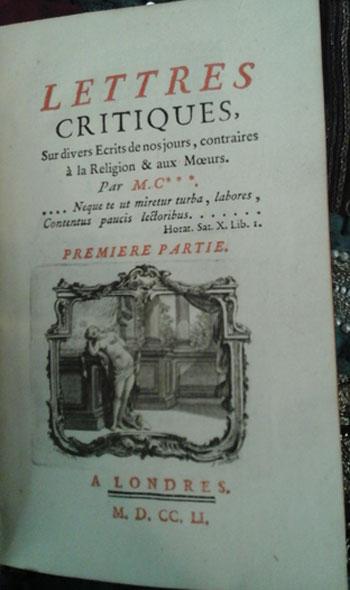 LETTRES
CRITIQUES,
Sur divers Ecrits de nos jours, contraires
à la Religion & aux Mœurs.
Par M. C***.
.... Neque te ut miretur turba, labores,
Contentus paucis lectoribus.......
Horat. Sat. X. Lib. 1.
PREMIERE PARTIE.
A LONDRES.
M. D. CC. LI.